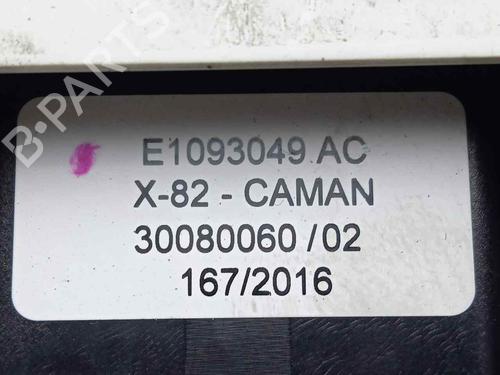 B-PARTS
E1093049 AC
X-82 - CAMAN
30080060 / 02
167/2016